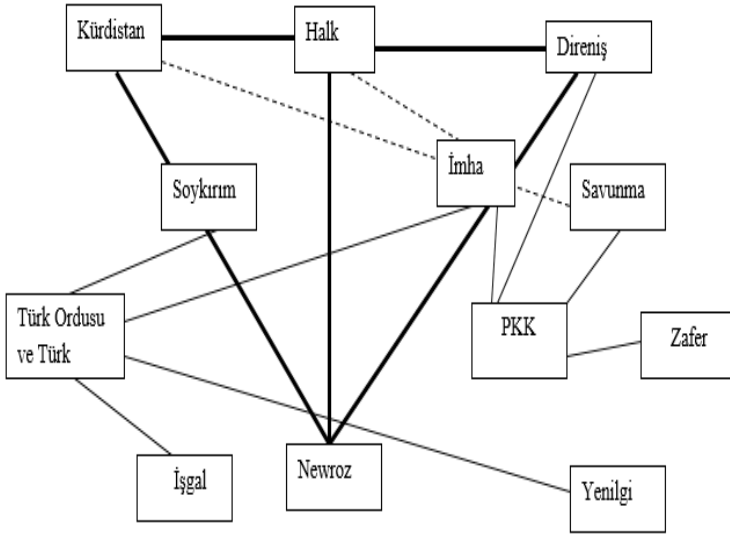 Kürdistan
Halk
Direniş
İmha
Soykırım
Savunma
Türk Ordusu
ve Türk
PKK
Zafer
Newroz
İşgal
Yenilgi